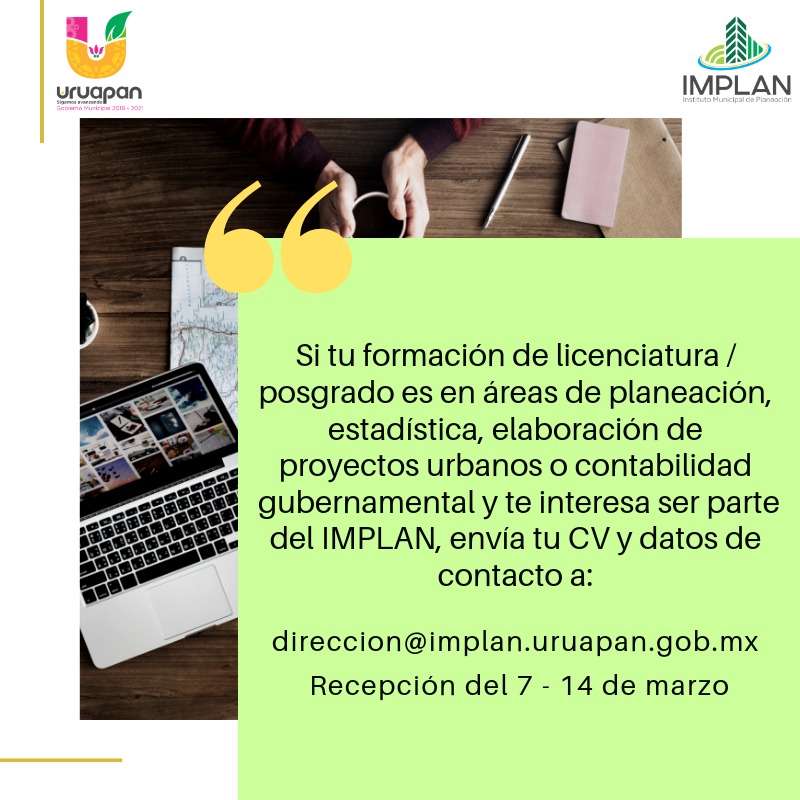 uruapan
Sigamos avanzando
Gobierno Municipal 2018 - 2021
IMPLAN
Instituto Municipal de Planeación
Si tu formación de licenciatura /
posgrado es en áreas de planeación,
estadística, elaboración de
proyectos urbanos o contabilidad
gubernamental y te interesa ser parte
del IMPLAN, envía tu CV y datos de
contacto a:
direccion@implan.uruapan.gob.mx
Recepción del 7 - 14 de marzo